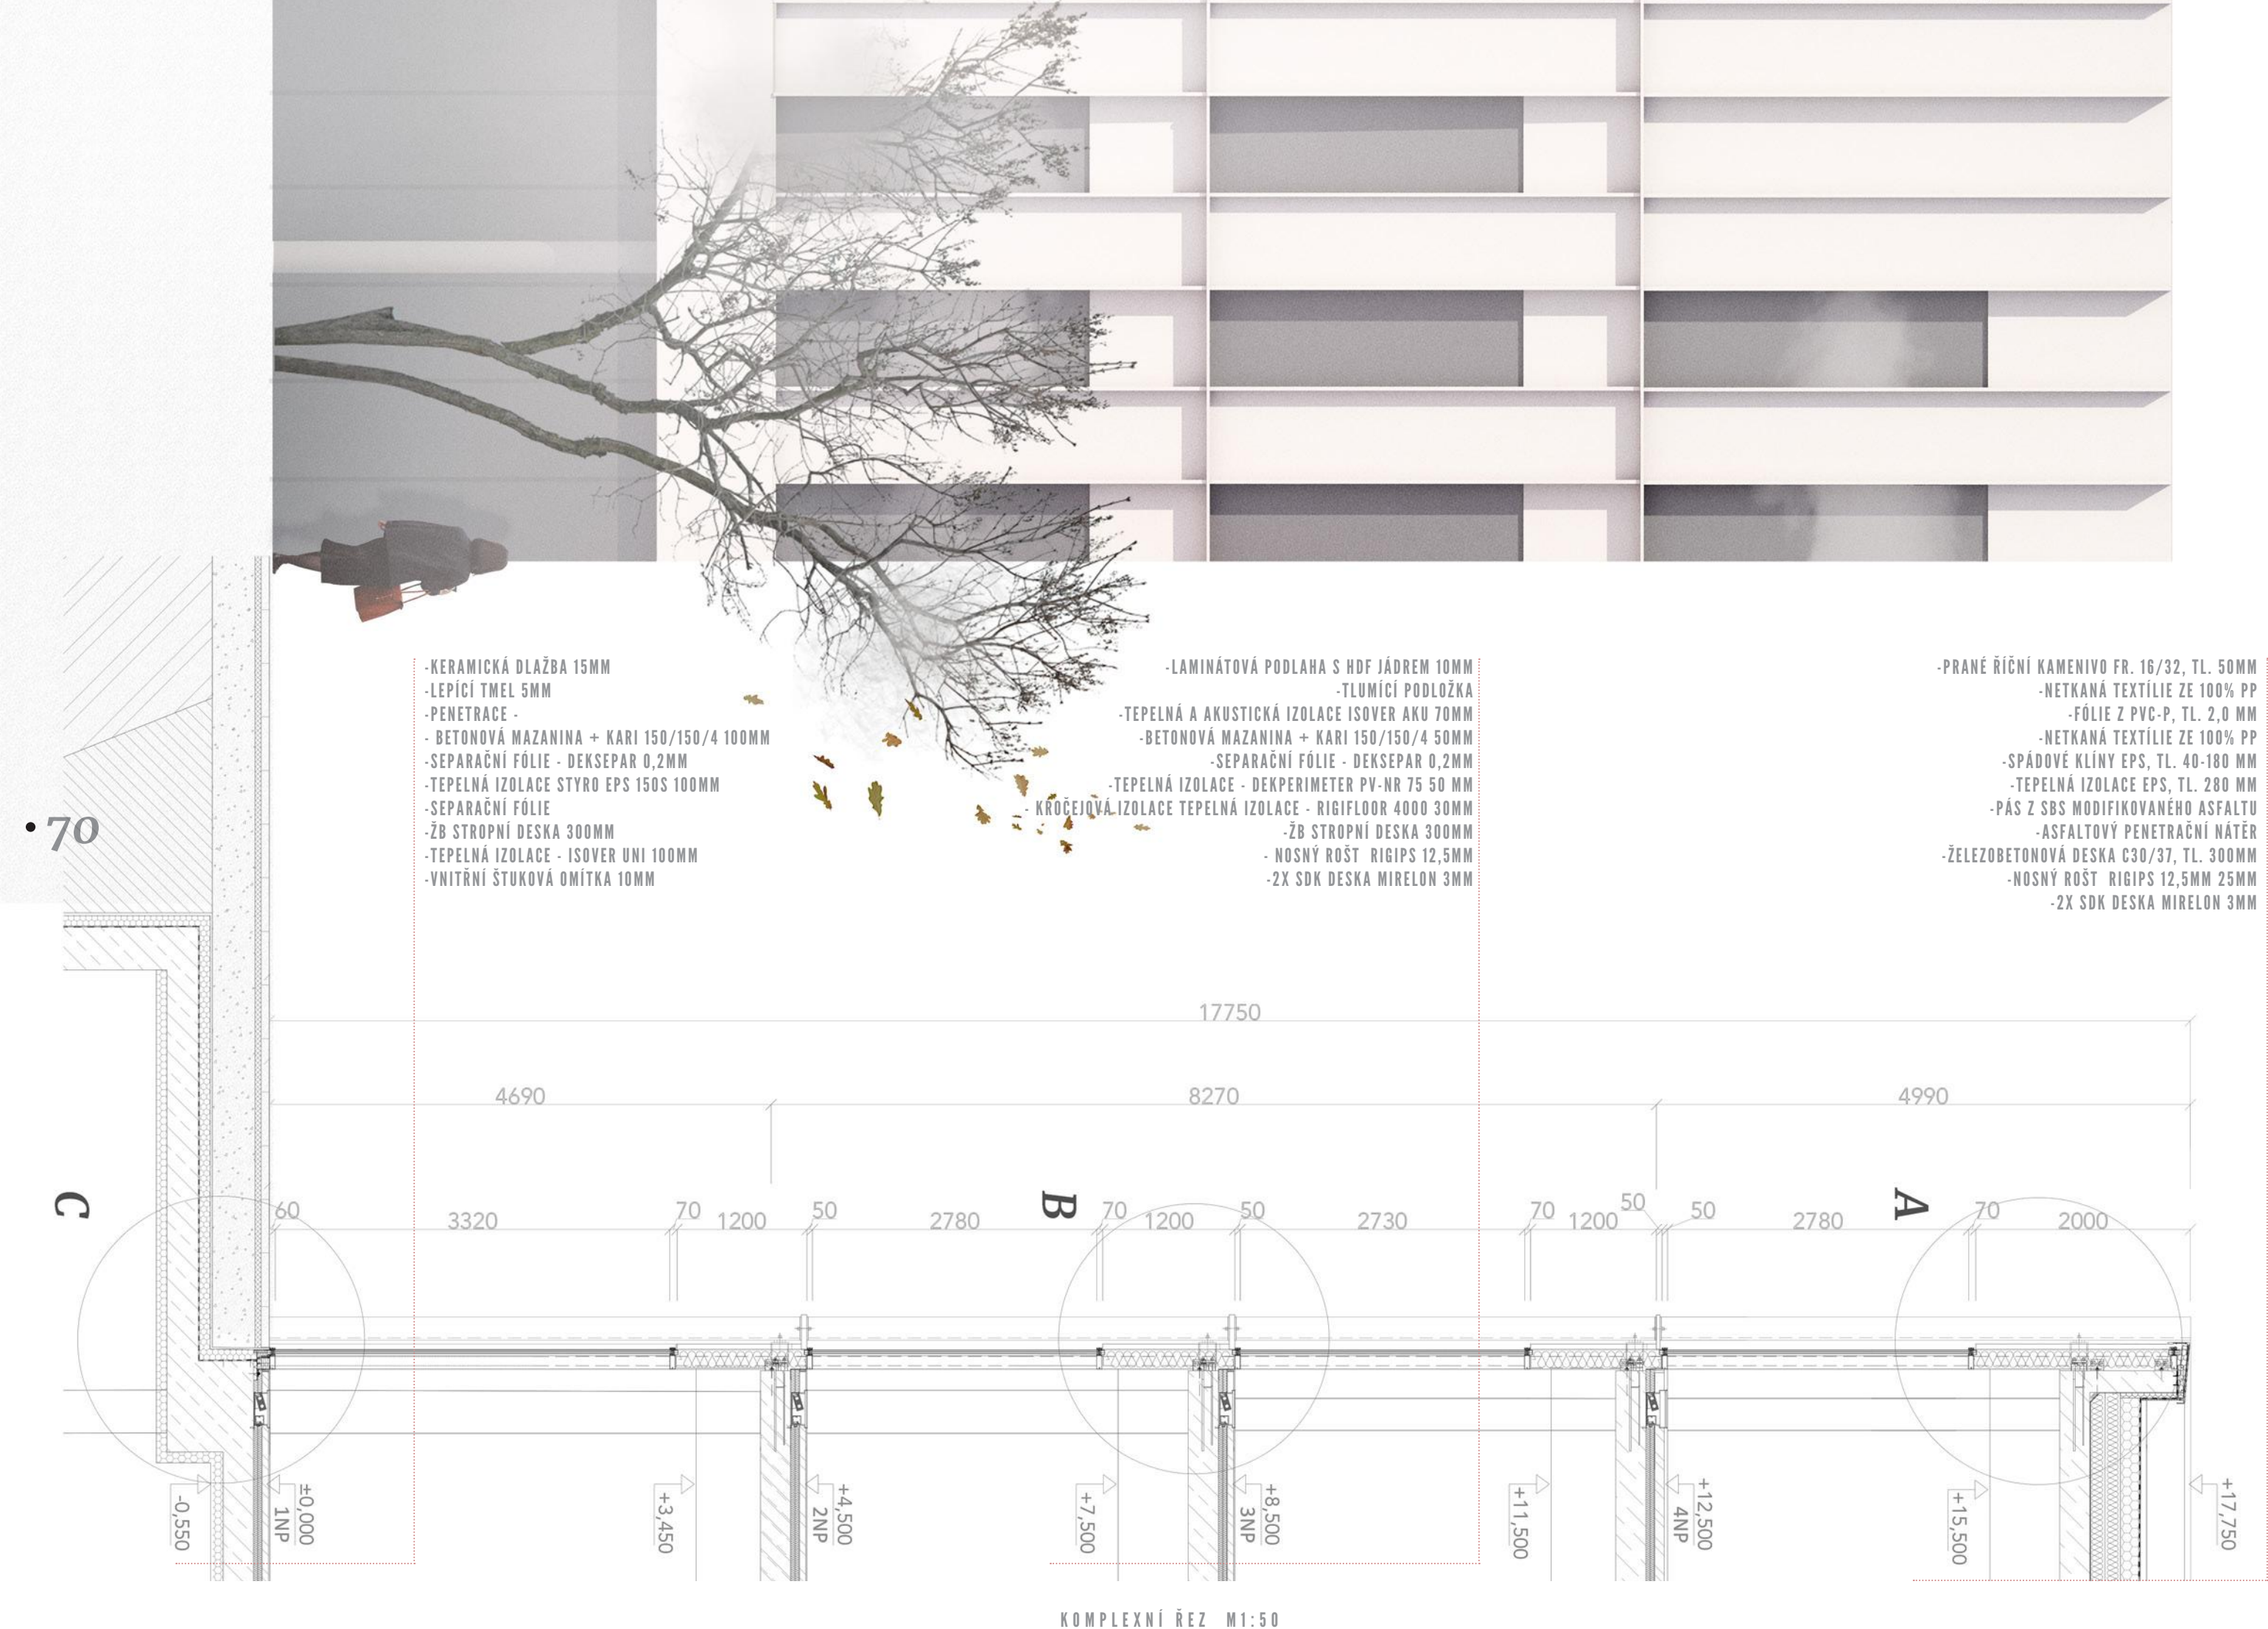 -KERAMICKÁ DLAŽBA 15MM
-LEPÍCÍ TMEL 5MM
-PENETRACE -
- BETONOVÁ MAZANINA + KARI 150/150/4 100MM
-SEPARAČNÍ FÓLIE - DEKSEPAR 0,2MM
-TEPELNÁ IZOLACE STYRO EPS 150S 100MM
-SEPARAČNÍ FÓLIE
-ŽB STROPNÍ DESKA 300MM
-TEPELNÁ IZOLACE - ISOVER UNI 100MM
-VNITŘNÍ ŠTUKOVÁ OMÍTKA 10MM
-LAMINÁTOVÁ PODLAHA S HDF JÁDREM 10MM
-TLUMÍCÍ PODLOŽKA
-TEPELNÁ A AKUSTICKÁ IZOLACE ISOVER AKU 70MM
-BETONOVÁ MAZANINA + KARI 150/150/4 50MM
-SEPARAČNÍ FÓLIE - DEKSEPAR 0,2MM
-TEPELNÁ IZOLACE - DEKPERIMETER PV-NR 75 50 MM
- KROČEJOVÁ IZOLACE TEPELNÁ IZOLACE - RIGIFLOOR 4000 30MM
-ŽB STROPNÍ DESKA 300MM
- NOSNÝ ROŠT RIGIPS 12,5MM
-2X SDK DESKA MIRELON 3MM
-PRANÉ ŘÍČNÍ KAMENIVO FR. 16/32, TL. 50MM
-NETKANÁ TEXTÍLIE ZE 100% PP
-FÓLIE Z PVC-P, TL. 2,0 MM
-NETKANÁ TEXTÍLIE ZE 100% PP
-SPÁDOVÉ KLÍNY EPS, TL. 40-180 MM
-TEPELNÁ IZOLACE EPS, TL. 280 MM
-PÁS Z SBS MODIFIKOVANÉHO ASFALTU
-ASFALTOVÝ PENETRAČNÍ NÁTĚR
-ŽELEZOBETONOVÁ DESKA C30/37, TL. 300MM
-NOSNÝ ROŠT RIGIPS 12,5MM 25MM
-2X SDK DESKA MIRELON 3MM
• 70
17750
4690 8270 4990
C B A
60 3320 70 1200 50 2780 70 1200 50 2730 70 1200 50 50 2780 70 2000
-0,550
±0,000
1NP
+3,450
+4,500
2NP
+7,500
+8,500
3NP
+11,500
+12,500
4NP
+15,500
+17,750
KOMPLEXNÍ ŘEZ M1:50